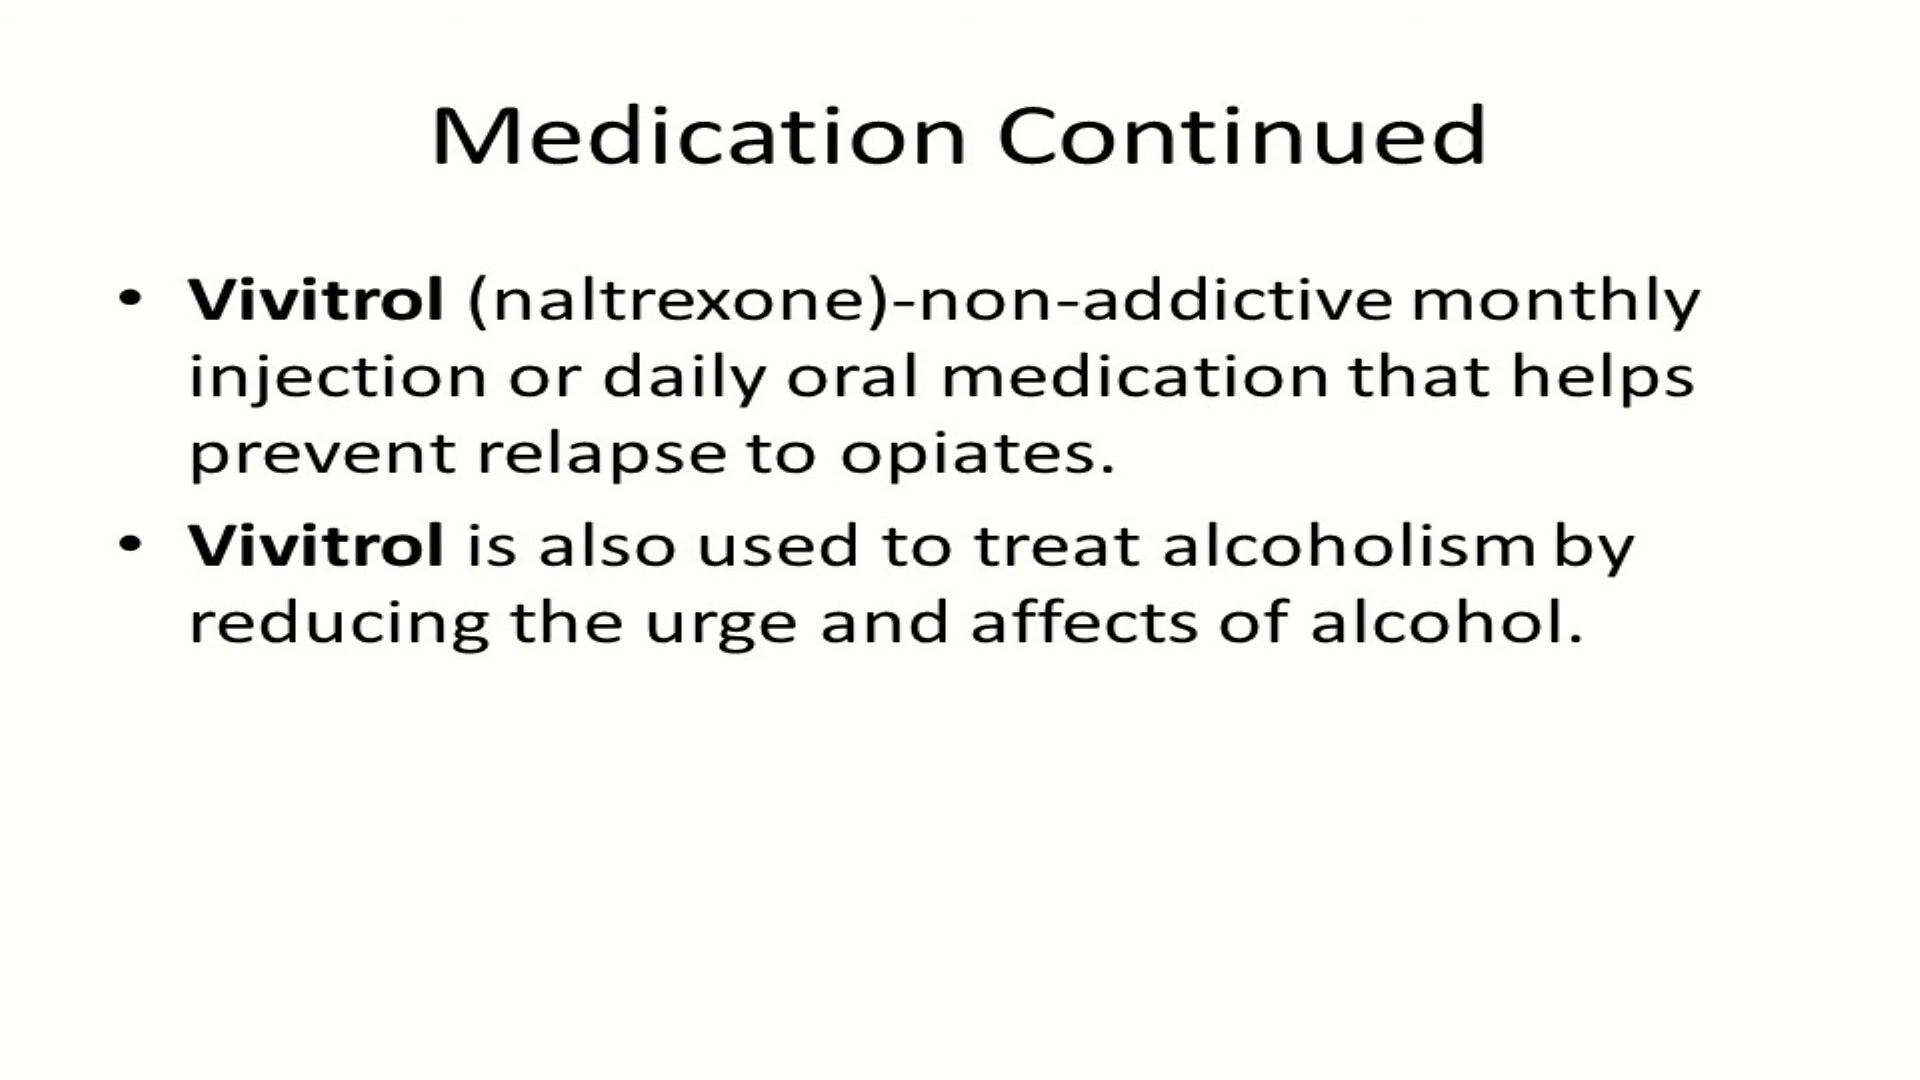 Medication Continued
• Vivitrol (naltrexone)-non-addictive monthly
injection or daily oral medication that helps
prevent relapse to opiates.
• Vivitrol is also used to treat alcoholism by
reducing the urge and affects of alcohol.